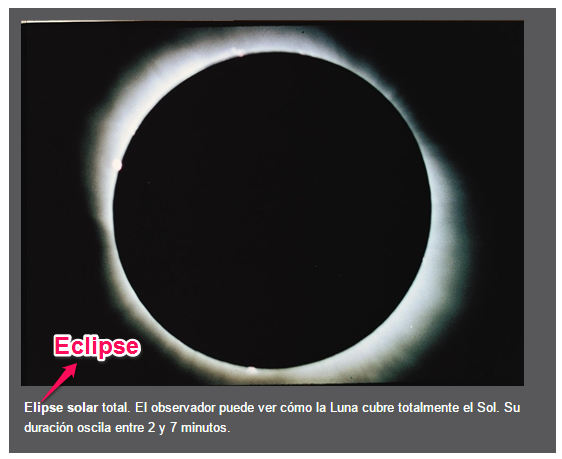 Eclipse
Elipse solar total. El observador puede ver cómo la Luna cubre totalmente el Sol. Su
duración oscila entre 2 y 7 minutos.